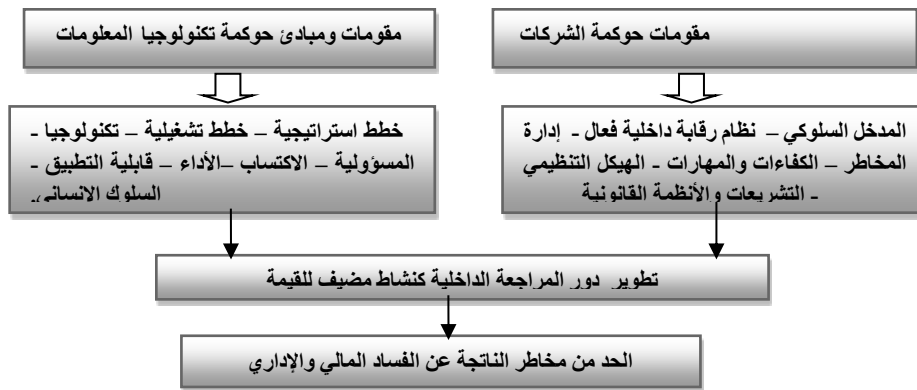 مقومات حوكمة الشركات
مقومات ومبادئ حوكمة تكنولوجيا المعلومات
المدخل السلوكي – نظام رقابة داخلية فعال - إدارة
المخاطر – الكفاءات والمهارات - الهيكل التنظيمي
- التشريعات والأنظمة القانونية
خطط استراتيجية – خطط تشغيلية – تكنولوجيا -
المسؤولية – الاكتساب –الأداء – قابلية التطبيق -
السلوك الانساني.
تطوير دور المراجعة الداخلية كنشاط مضيف للقيمة
الحد من مخاطر الناتجة عن الفساد المالي والإداري